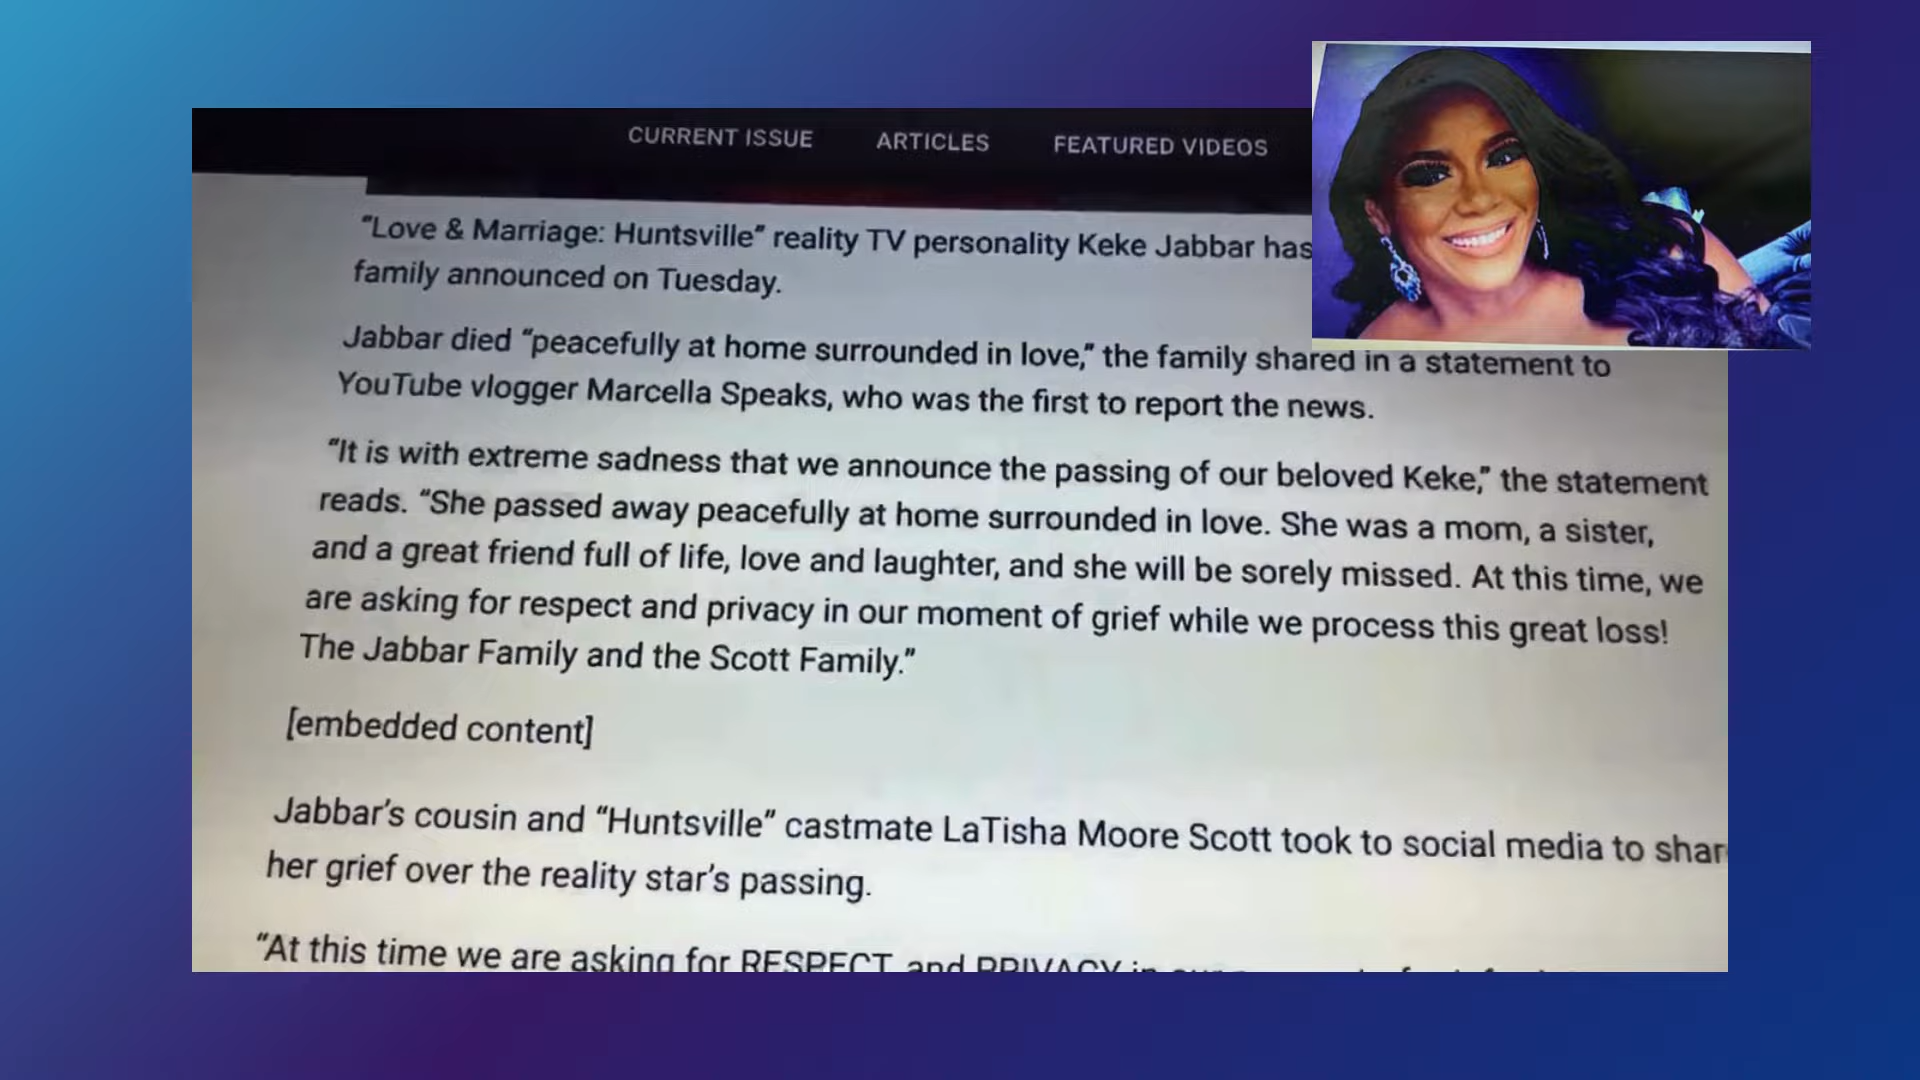 CURRENT ISSUE ARTICLES FEATURED VIDEOS
“Love & Marriage: Huntsville” reality TV personality Keke Jabbar has
family announced on Tuesday.
Jabbar died “peacefully at home surrounded in love,” the family shared in a statement to
YouTube vlogger Marcella Speaks, who was the first to report the news.
“It is with extreme sadness that we announce the passing of our beloved Keke,” the statement
reads. “She passed away peacefully at home surrounded in love. She was a mom, a sister,
and a great friend full of life, love and laughter, and she will be sorely missed. At this time, we
are asking for respect and privacy in our moment of grief while we process this great loss!
The Jabbar Family and the Scott Family.”
[embedded content]
Jabbar’s cousin and “Huntsville” castmate LaTisha Moore Scott took to social media to shar
her grief over the reality star’s passing.
“At this time we are asking for RESPECT and PRIVACY in